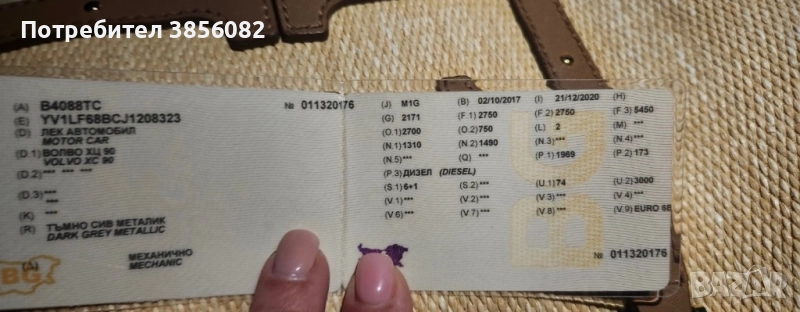 Потребител 3856082
(A) B4088TC № 011320176
(E) YV1LF68BCJ1208323
(D) ЛЕК АВТОМОБИЛ
MOTOR CAR
(D.1) ВОЛВО ХЦ 90
VOLVO XC 90
(D.2)*** *** ***
(D.3)***
***
(K) ***
(R) ТЪМНО СИВ МЕТАЛИК
DARK GREY METALLIC
МЕХАНИЧНО
MECHANIC
BG
(J) M1G (B) 02/10/2017 (I) 21/12/2020 (H)
(G) 2171 (F.1) 2750 (F.2) 2750 (F.3) 5450
(O.1) 2700 (O.2) 750 (L) 2 (M) ***
(N.1) 1310 (N.2) 1490 (N.3)*** (N.4)***
(N.5)*** (Q) *** (P.1) 1969 (P.2) 173
(P.3) ДИЗЕЛ (DIESEL)
(S.1) 6+1 (S.2) *** (U.1) 74 (U.2) 3000
(V.1) *** (V.2) *** (V 3) *** (V.4) ***
(V 6) *** (V.7) *** (V 8) *** (V.9) EURO 6B
№ 011320176
BAZAR